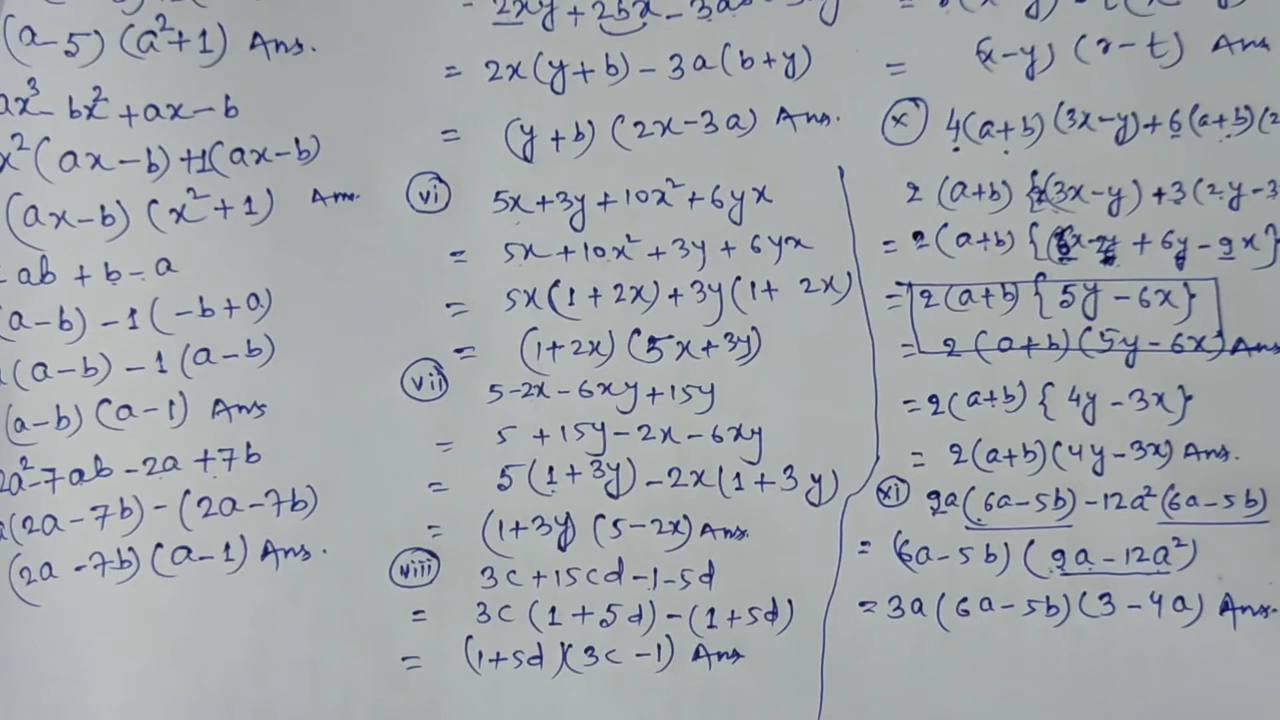 (a-5) (a²+1) Ans.
ax³- bx² +ax-b
x²(ax-b)+1(ax-b)
(ax-b) (x²+1) Ans.
ab + b - a
(a-b) -1(-b+a)
(a-b) -1(a-b)
(a-b) (a-1) Ans
2a²-7ab-2a+7b
(2a-7b)-(2a-7b)
(2a-7b) (a-1) Ans.
= 2x(y+b)-3a(b+y)
= (y+b) (2x-3a) Ans.
(vi) 5x+3y+10x²+6yx
= 5x+10x²+3y+6yx
= 5x(1+2x)+3y(1+2x)
= (1+2x) (5x+3y)
(vii) 5-2x-6xy+15y
= 5+15y-2x-6xy
= 5(1+3y)-2x(1+3y)
= (1+3y) (5-2x) Ans.
(viii) 3c+15cd-1-5d
= 3c(1+5d)-(1+5d)
= (1+5d)(3c-1) Ans
= (x-y) (r-t) Ans
(x) 4(a+b)(3x-y)+6(a+b)(2
2(a+b){2(3x-y)+3(2y-3
= 2(a+b){(6x-2y+6y-9x}
= 2(a+b){5y-6x}
= 2(a+b)(5y-6x) Ans
= 2(a+b){4y-3x}
= 2(a+b)(4y-3x) Ans.
(xi) 9a(6a-5b)-12a²(6a-5b)
= (6a-5b)(9a-12a²)
= 3a(6a-5b)(3-4a) Ans.